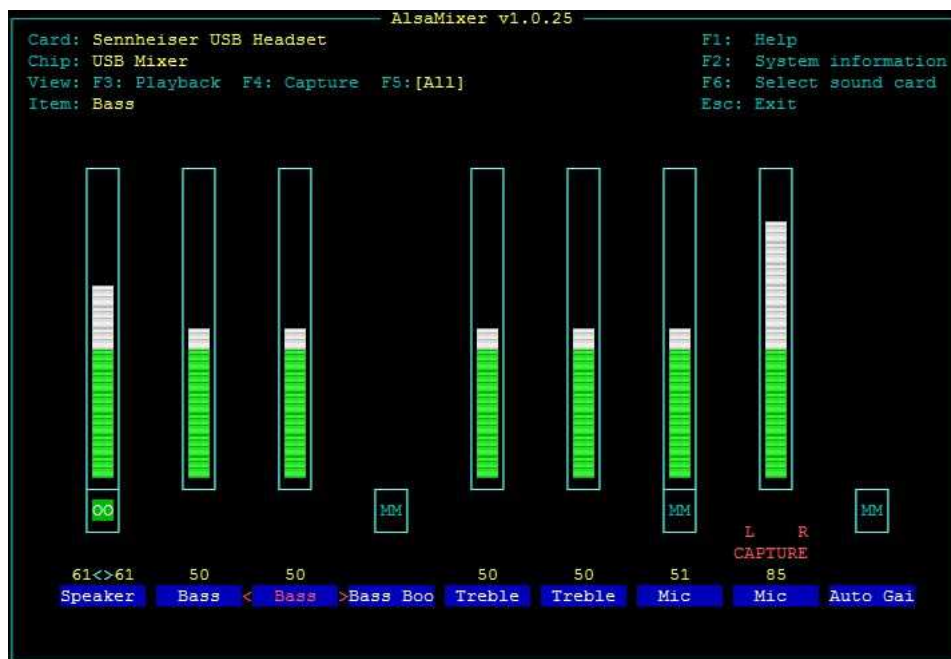 AlsaMixer v1.0.25
Card: Sennheiser USB Headset F1: Help
Chip: USB Mixer F2: System information
View: F3: Playback F4: Capture F5:[All] F6: Select sound card
Item: Bass Esc: Exit
OO MM MM MM
L R
CAPTURE
61<>61 50 50 50 50 51 85
Speaker Bass < Bass >Bass Boo Treble Treble Mic Mic Auto Gai